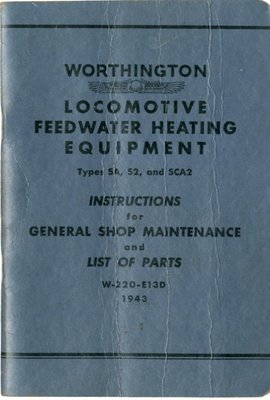 WORTHINGTON
LOCOMOTIVE
FEEDWATER HEATING
EQUIPMENT
Types SA, S2, and SCA2
INSTRUCTIONS
for
GENERAL SHOP MAINTENANCE
and
LIST OF PARTS
W-220-E13D
1943